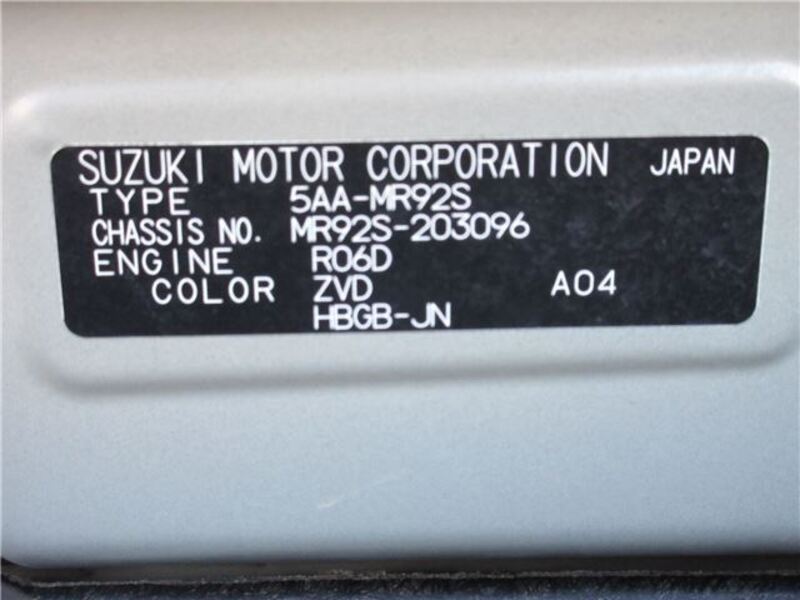 SUZUKI MOTOR CORPORATION JAPAN
TYPE 5AA-MR92S
CHASSIS NO. MR92S-203096
ENGINE R06D
COLOR ZVD A04
HBGB-JN